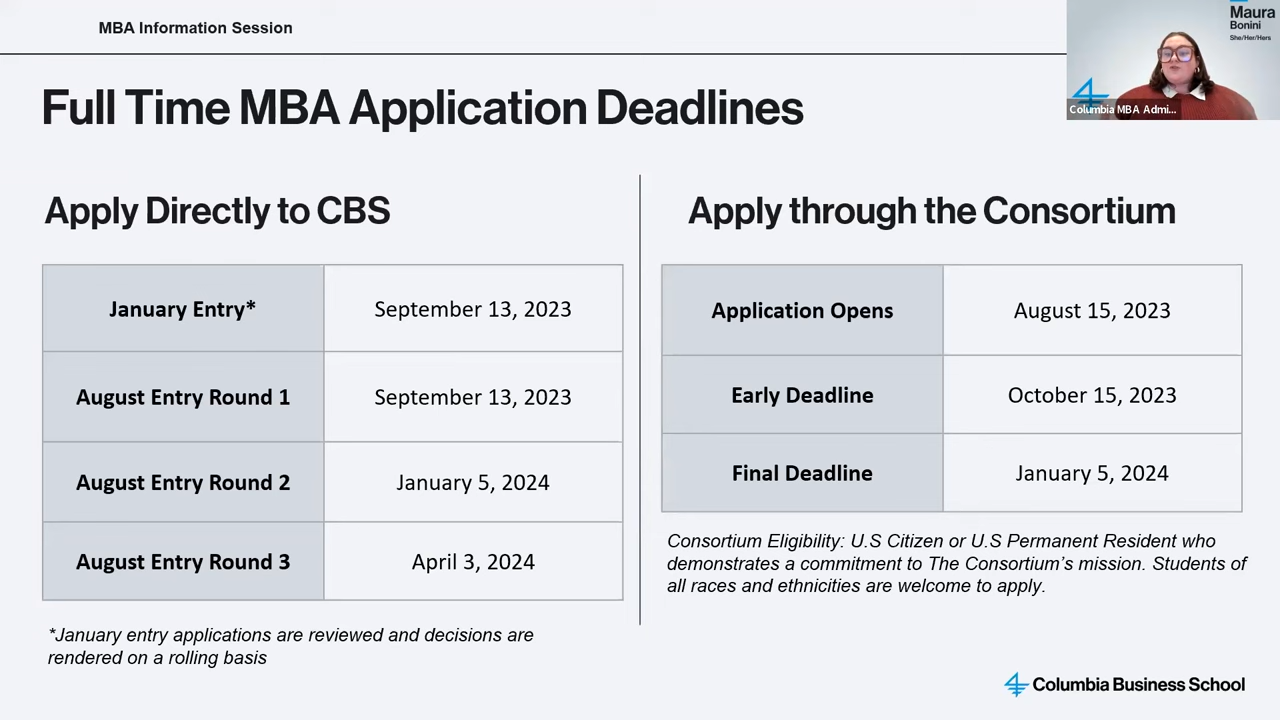 MBA Information Session
Maura
Bonini
She/Her/Hers
Columbia MBA Admi...
Full Time MBA Application Deadlines
Apply Directly to CBS
January Entry* September 13, 2023
August Entry Round 1 September 13, 2023
August Entry Round 2 January 5, 2024
August Entry Round 3 April 3, 2024
*January entry applications are reviewed and decisions are
rendered on a rolling basis
Apply through the Consortium
Application Opens August 15, 2023
Early Deadline October 15, 2023
Final Deadline January 5, 2024
Consortium Eligibility: U.S Citizen or U.S Permanent Resident who
demonstrates a commitment to The Consortium's mission. Students of
all races and ethnicities are welcome to apply.
Columbia Business School